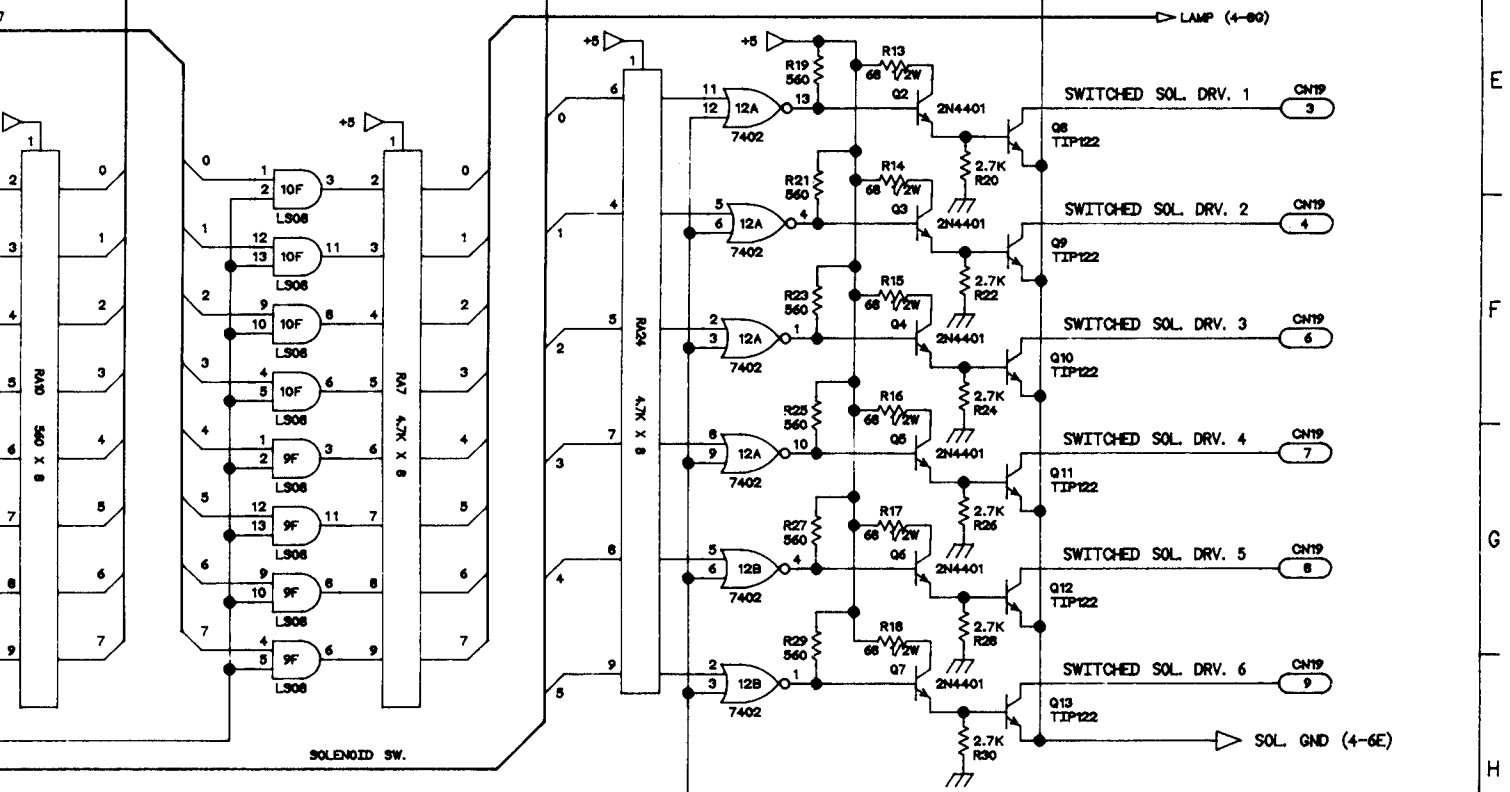 7
LAMP (4-8G)
E
F
G
H
+5
1
2
3
4
5
6
7
8
9
RA10 560 X 8
0
1
2
3
4
5
6
7
0
1
2
3
4
5
6
7
1
2
10F
3
LS08
12
13
10F
11
LS08
9
10
10F
8
LS08
4
5
10F
6
LS08
1
2
9F
3
LS08
12
13
9F
11
LS08
9
10
9F
8
LS08
4
5
9F
6
LS08
+5
1
2
3
4
5
6
7
8
9
RA7 4.7K X 8
0
1
2
3
4
5
6
7
SOLENOID SW.
0
1
2
3
4
5
+5
1
6
4
5
7
8
9
RA24 4.7K X 8
+5
11
12
12A
13
7402
R19
560
R13
68 1/2W
Q2
2N4401
2.7K
R20
Q8
TIP122
SWITCHED SOL. DRV. 1
CN19
3
5
6
12A
4
7402
R21
560
R14
68 1/2W
Q3
2N4401
2.7K
R22
Q9
TIP122
SWITCHED SOL. DRV. 2
CN19
4
2
3
12A
1
7402
R23
560
R15
68 1/2W
Q4
2N4401
2.7K
R24
Q10
TIP122
SWITCHED SOL. DRV. 3
CN19
6
8
9
12A
10
7402
R25
560
R16
68 1/2W
Q5
2N4401
2.7K
R26
Q11
TIP122
SWITCHED SOL. DRV. 4
CN19
7
5
6
12B
4
7402
R27
560
R17
68 1/2W
Q6
2N4401
2.7K
R28
Q12
TIP122
SWITCHED SOL. DRV. 5
CN19
8
2
3
12B
1
7402
R29
560
R18
68 1/2W
Q7
2N4401
2.7K
R30
Q13
TIP122
SWITCHED SOL. DRV. 6
CN19
9
SOL. GND (4-6E)